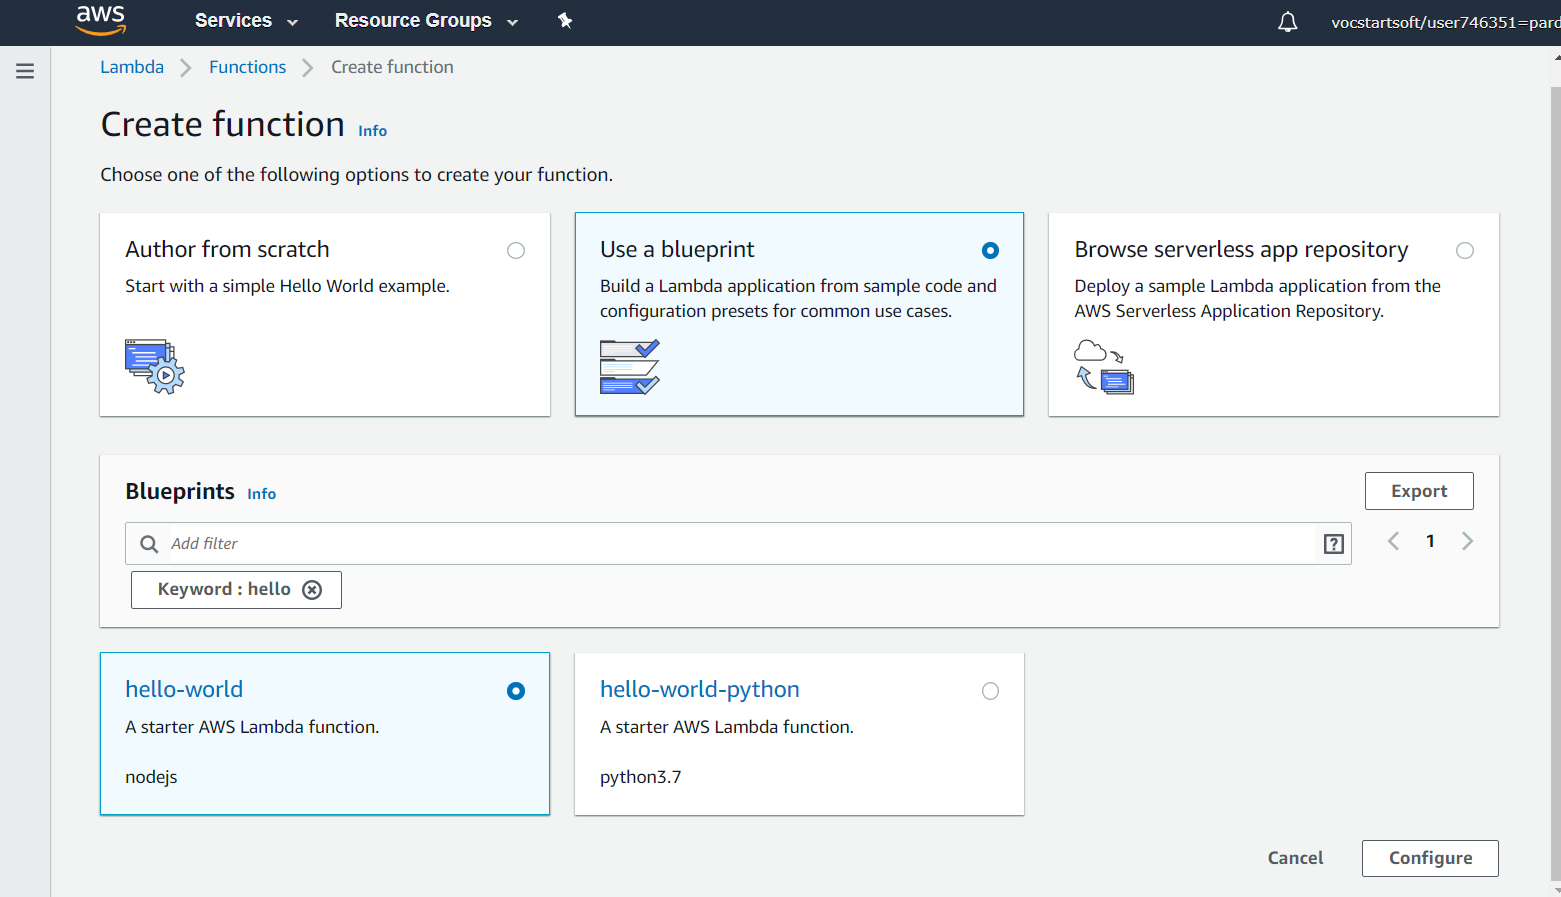 aws Services Resource Groups vocstartsoft/user746351=pard
Lambda Functions Create function
Create function Info
Choose one of the following options to create your function.
Author from scratch
Start with a simple Hello World example.
Use a blueprint
Build a Lambda application from sample code and
configuration presets for common use cases.
Browse serverless app repository
Deploy a sample Lambda application from the
AWS Serverless Application Repository.
Blueprints Info
Export
Add filter
?
1
Keyword : hello
hello-world
A starter AWS Lambda function.
nodejs
hello-world-python
A starter AWS Lambda function.
python3.7
Cancel
Configure